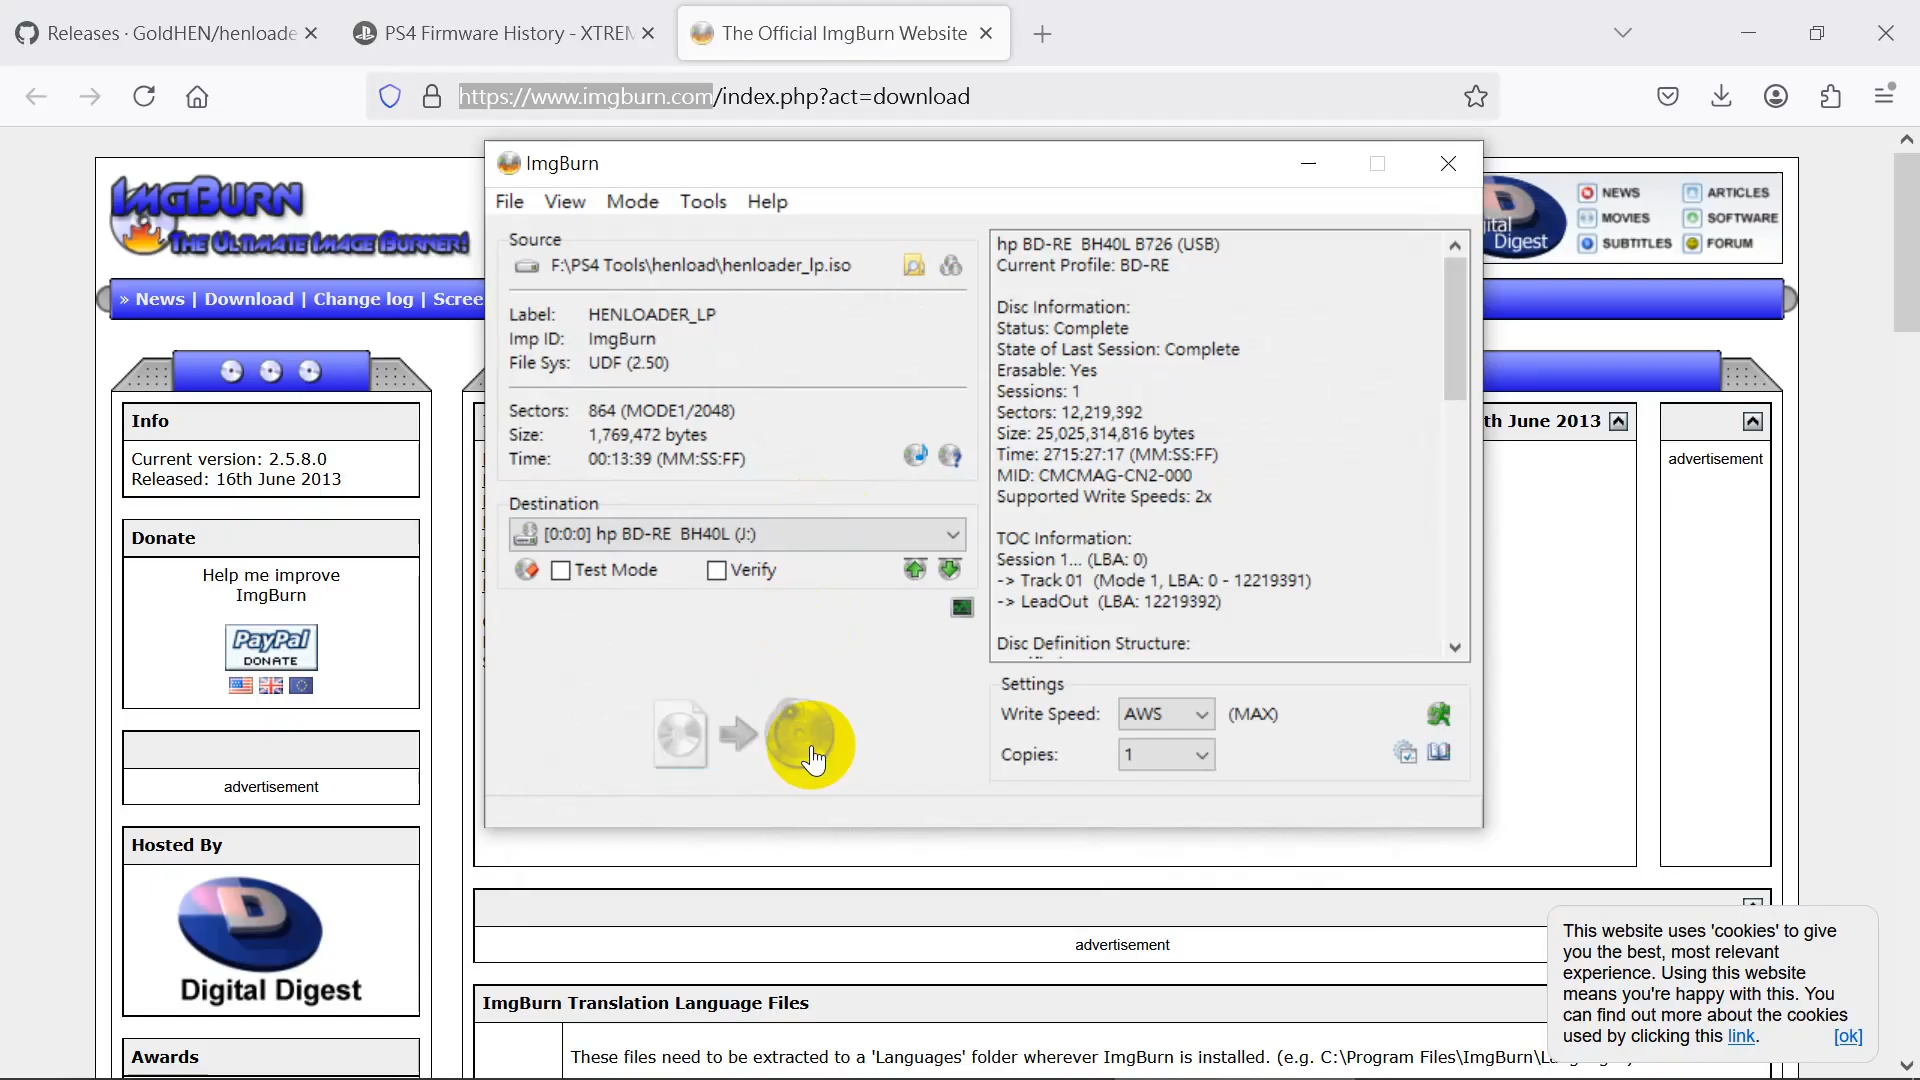 Releases · GoldHEN/henloade
PS4 Firmware History - XTREM
The Official ImgBurn Website
https://www.imgburn.com/index.php?act=download
ImgBurn
The Ultimate Image Burner!
» News | Download | Change log | Scree
ImgBurn
File View Mode Tools Help
Source
F:\PS4 Tools\henload\henloader_lp.iso
Label: HENLOADER_LP
Imp ID: ImgBurn
File Sys: UDF (2.50)
Sectors: 864 (MODE1/2048)
Size: 1,769,472 bytes
Time: 00:13:39 (MM:SS:FF)
Destination
[0:0:0] hp BD-RE BH40L (J:)
Test Mode Verify
hp BD-RE BH40L B726 (USB)
Current Profile: BD-RE
Disc Information:
Status: Complete
State of Last Session: Complete
Erasable: Yes
Sessions: 1
Sectors: 12,219,392
Size: 25,025,314,816 bytes
Time: 2715:27:17 (MM:SS:FF)
MID: CMCMAG-CN2-000
Supported Write Speeds: 2x
TOC Information:
Session 1... (LBA: 0)
-> Track 01 (Mode 1, LBA: 0 - 12219391)
-> LeadOut (LBA: 12219392)
Disc Definition Structure:
Settings
Write Speed: AWS (MAX)
Copies: 1
ital
Digest
NEWS ARTICLES
MOVIES SOFTWARE
SUBTITLES FORUM
Info
Current version: 2.5.8.0
Released: 16th June 2013
Donate
Help me improve
ImgBurn
PayPal
DONATE
advertisement
Hosted By
D
Digital Digest
Awards
th June 2013
advertisement
advertisement
ImgBurn Translation Language Files
These files need to be extracted to a 'Languages' folder wherever ImgBurn is installed. (e.g. C:\Program Files\ImgBurn\L
This website uses 'cookies' to give
you the best, most relevant
experience. Using this website
means you're happy with this. You
can find out more about the cookies
used by clicking this link. [ok]